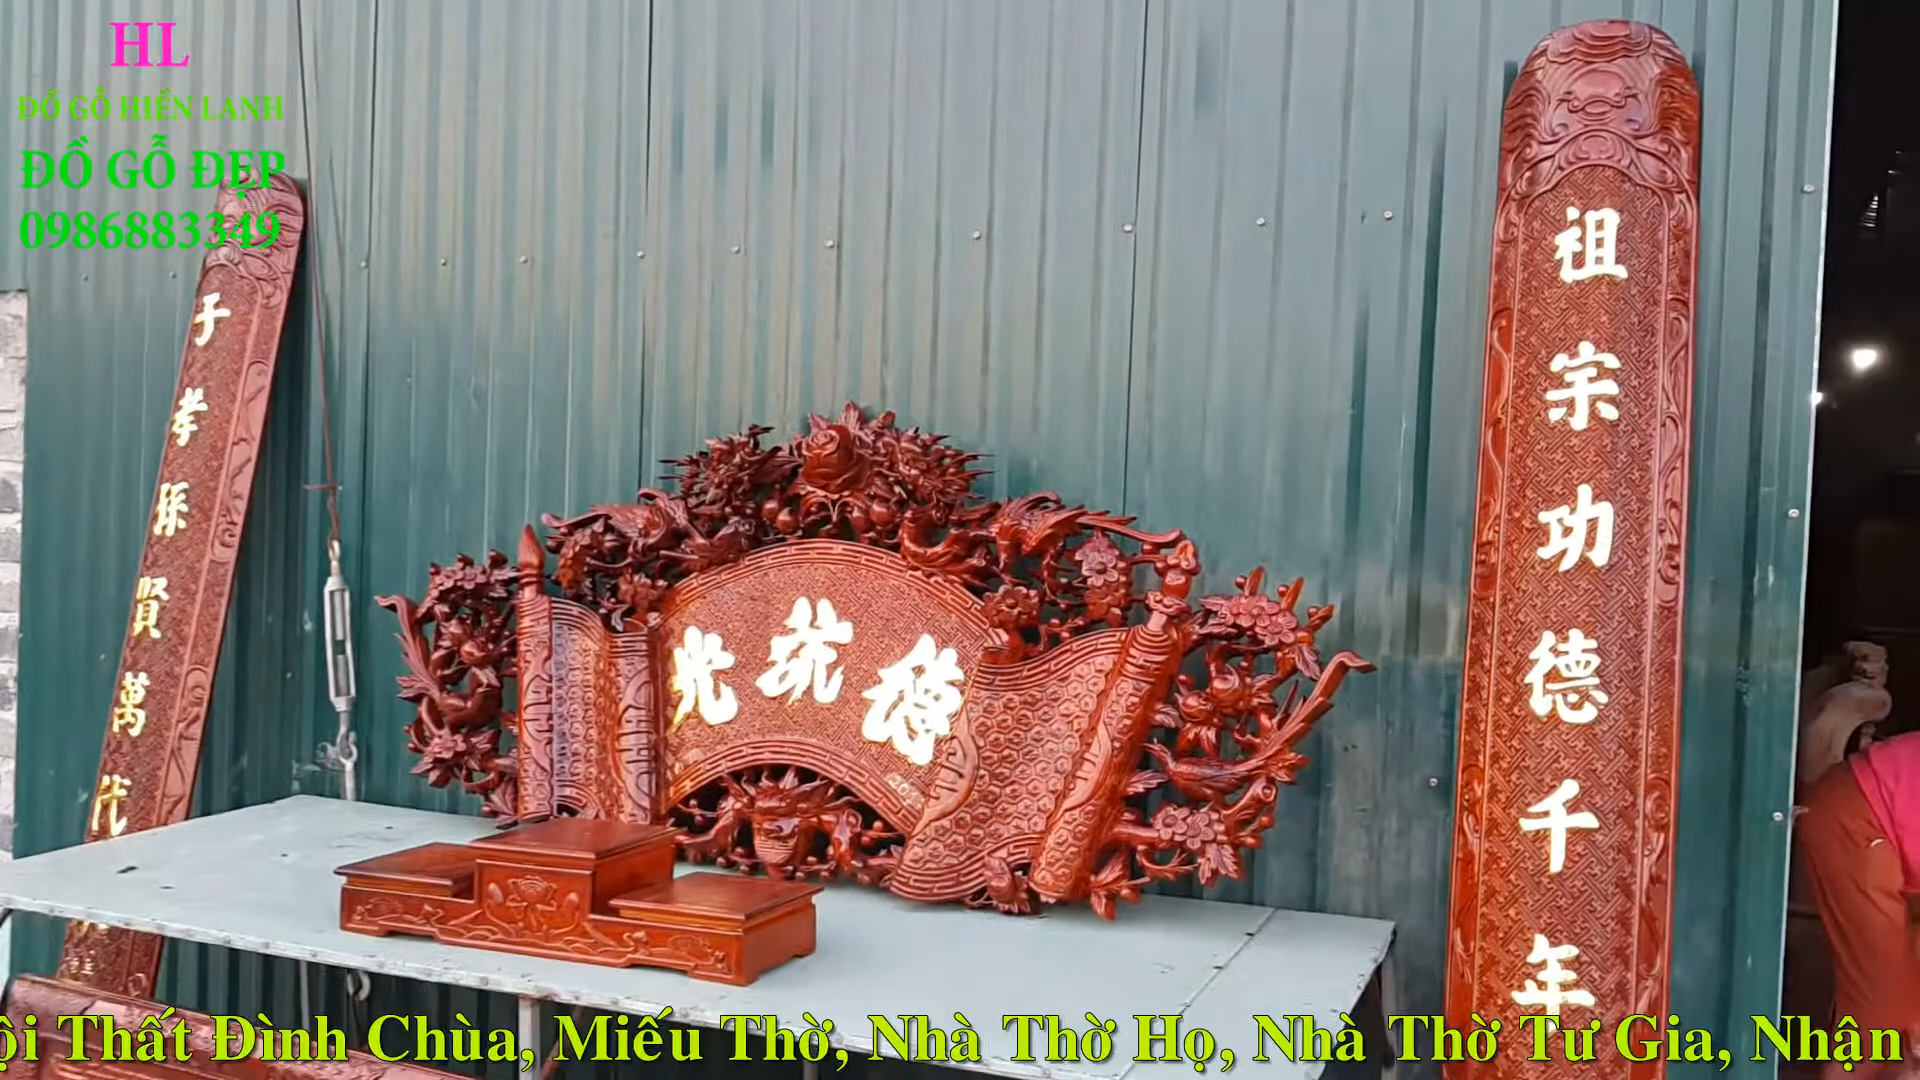 HL
ĐỒ GỖ HIỀN LANH
ĐỒ GỖ ĐẸP
0986883349
祖宗功德千年
德流光
子孝孫賢萬代
Thất Đình Chùa, Miếu Thờ, Nhà Thờ Họ, Nhà Thờ Tư Gia, Nhận